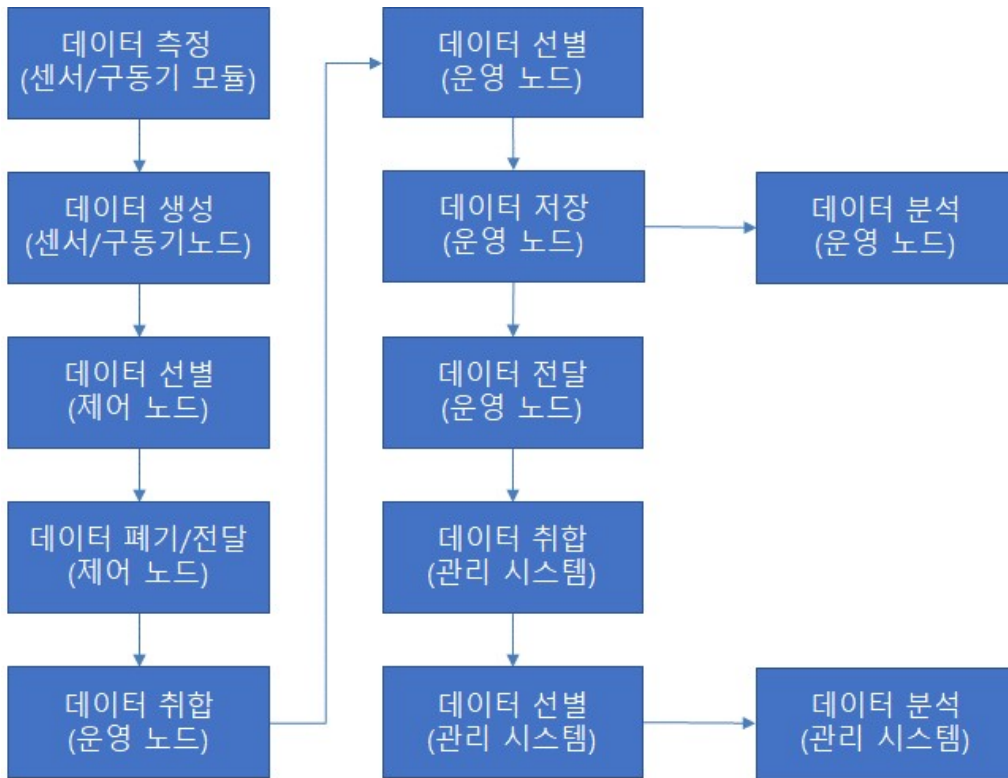 데이터 측정
(센서/구동기 모듈)
데이터 생성
(센서/구동기노드)
데이터 선별
(제어 노드)
데이터 폐기/전달
(제어 노드)
데이터 취합
(운영 노드)
데이터 선별
(운영 노드)
데이터 저장
(운영 노드)
데이터 분석
(운영 노드)
데이터 전달
(운영 노드)
데이터 취합
(관리 시스템)
데이터 선별
(관리 시스템)
데이터 분석
(관리 시스템)